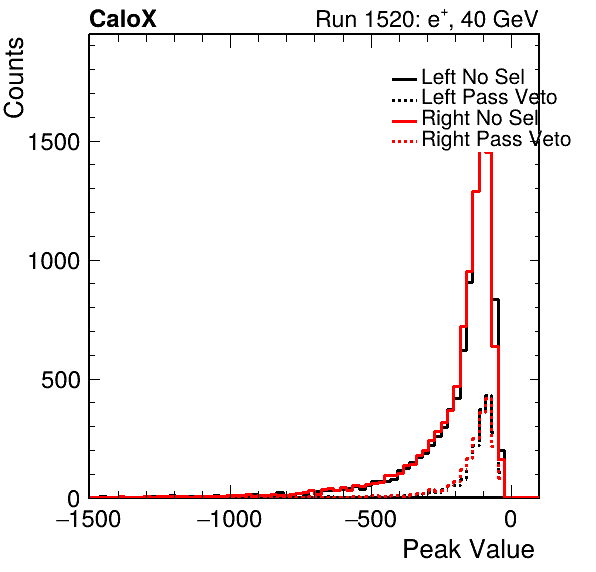 CaloX
Run 1520: e+, 40 GeV
Counts
Left No Sel
Left Pass Veto
Right No Sel
Right Pass Veto
1500
1000
500
0
−1500
−1000
−500
0
Peak Value